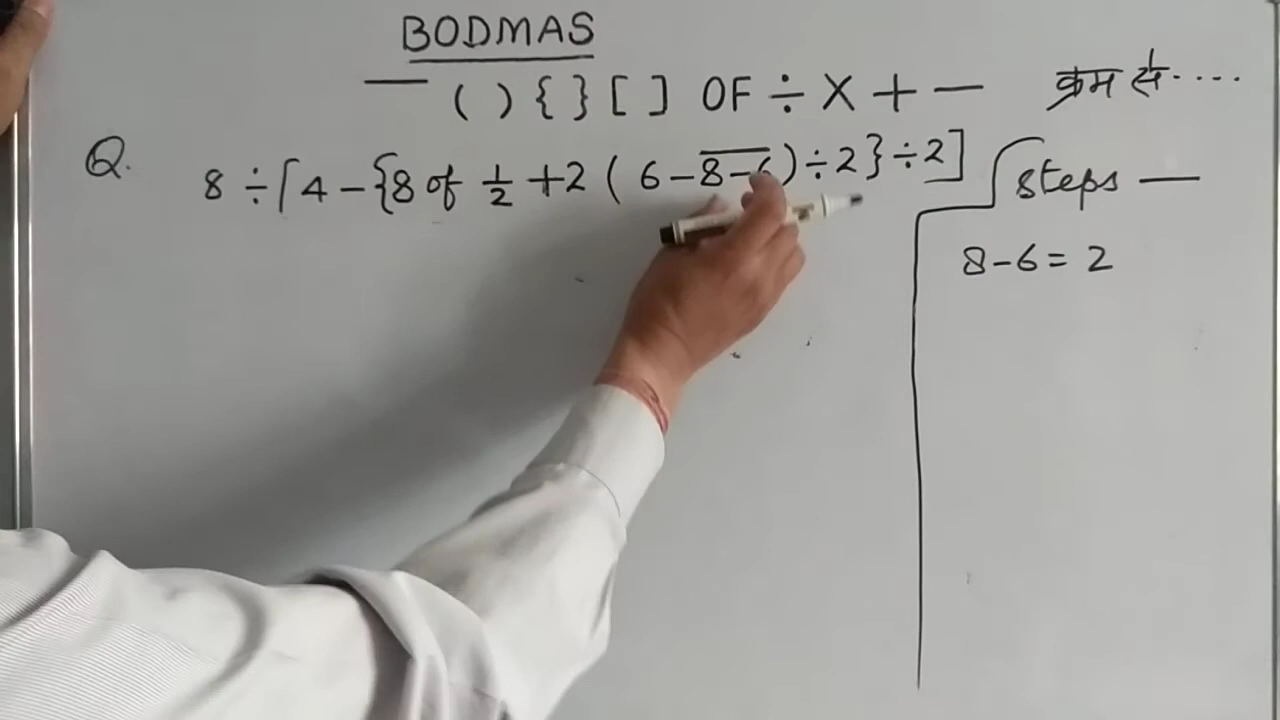 BODMAS
— ( ) { } [ ] OF ÷ X + — क्रम से....
Q. 8 ÷ [ 4 - { 8 of 1/2 + 2 ( 6 - 8̅-̅6̅ ) ÷ 2 } ÷ 2 ]
steps —
8 - 6 = 2